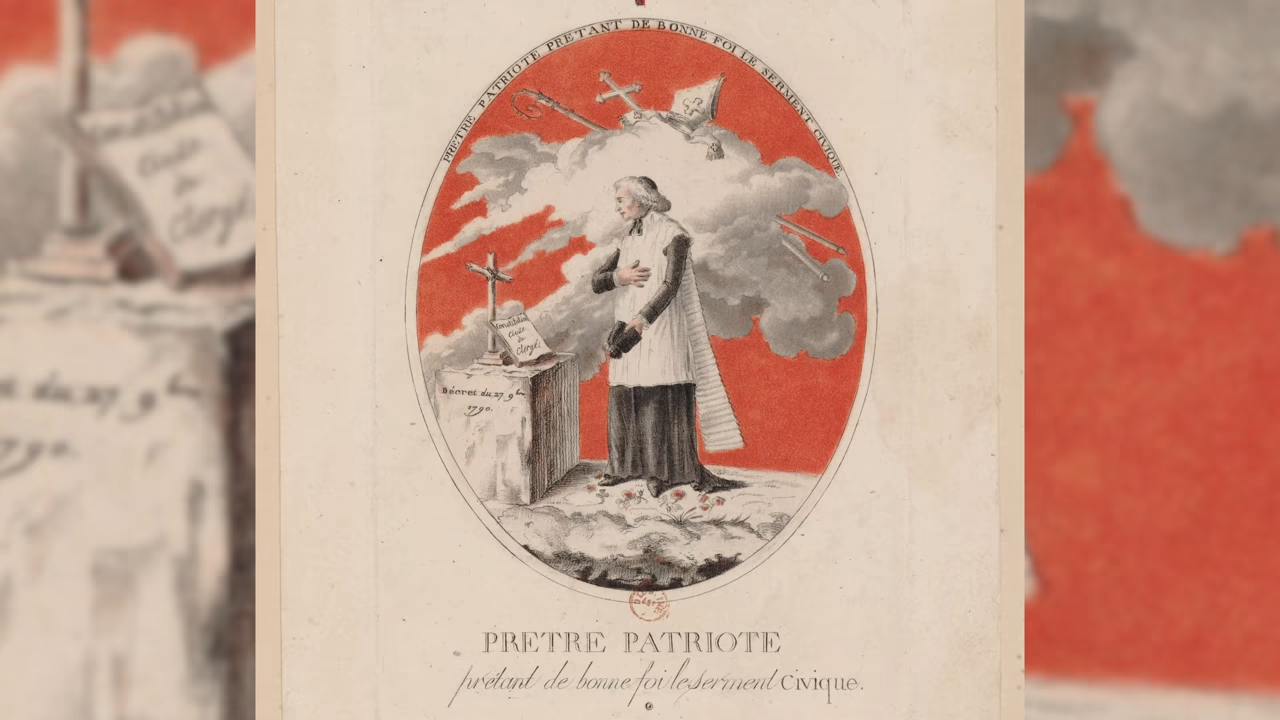 PRETRE PATRIOTE PRETANT DE BONNE FOI LE SERMENT CIVIQUE.
Constitution
Civile
du
Clergé
Décret du 27 9bre
1790.
PRETRE PATRIOTE
prétant de bonne foi le Serment Civique.